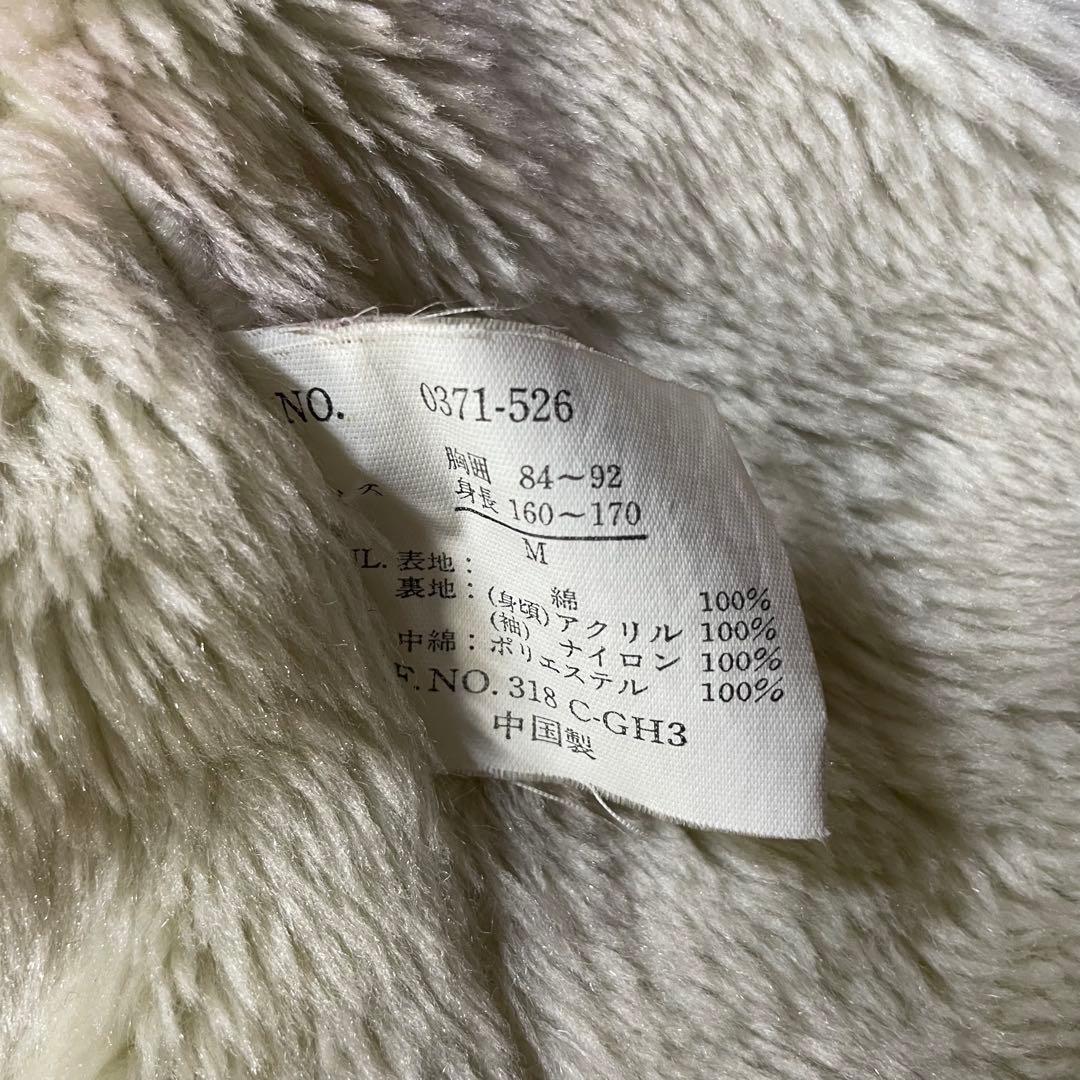 NO. 0371-526
胸囲 84～92
身長 160～170
M
表地： 綿 100%
裏地：(身頃)アクリル 100%
(袖) ナイロン 100%
中綿：ポリエステル 100%
F.NO. 318 C-GH3
中国製